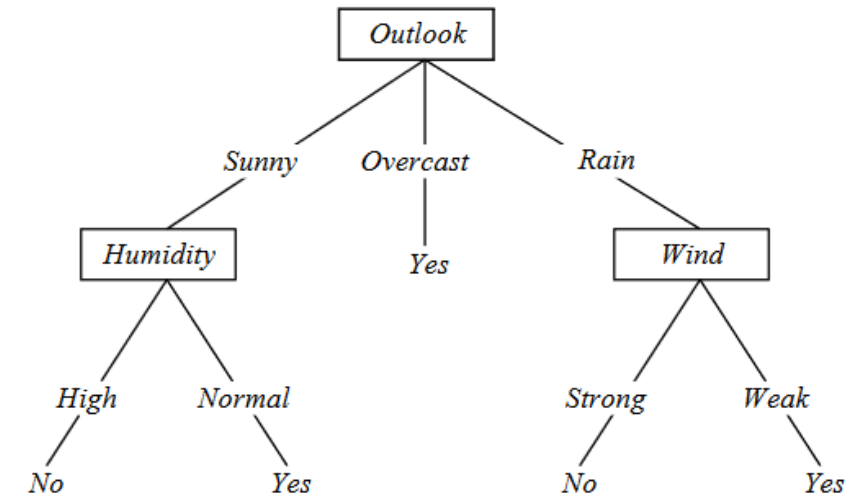 Outlook
Sunny Overcast Rain
Humidity Yes Wind
High Normal Strong Weak
No Yes No Yes